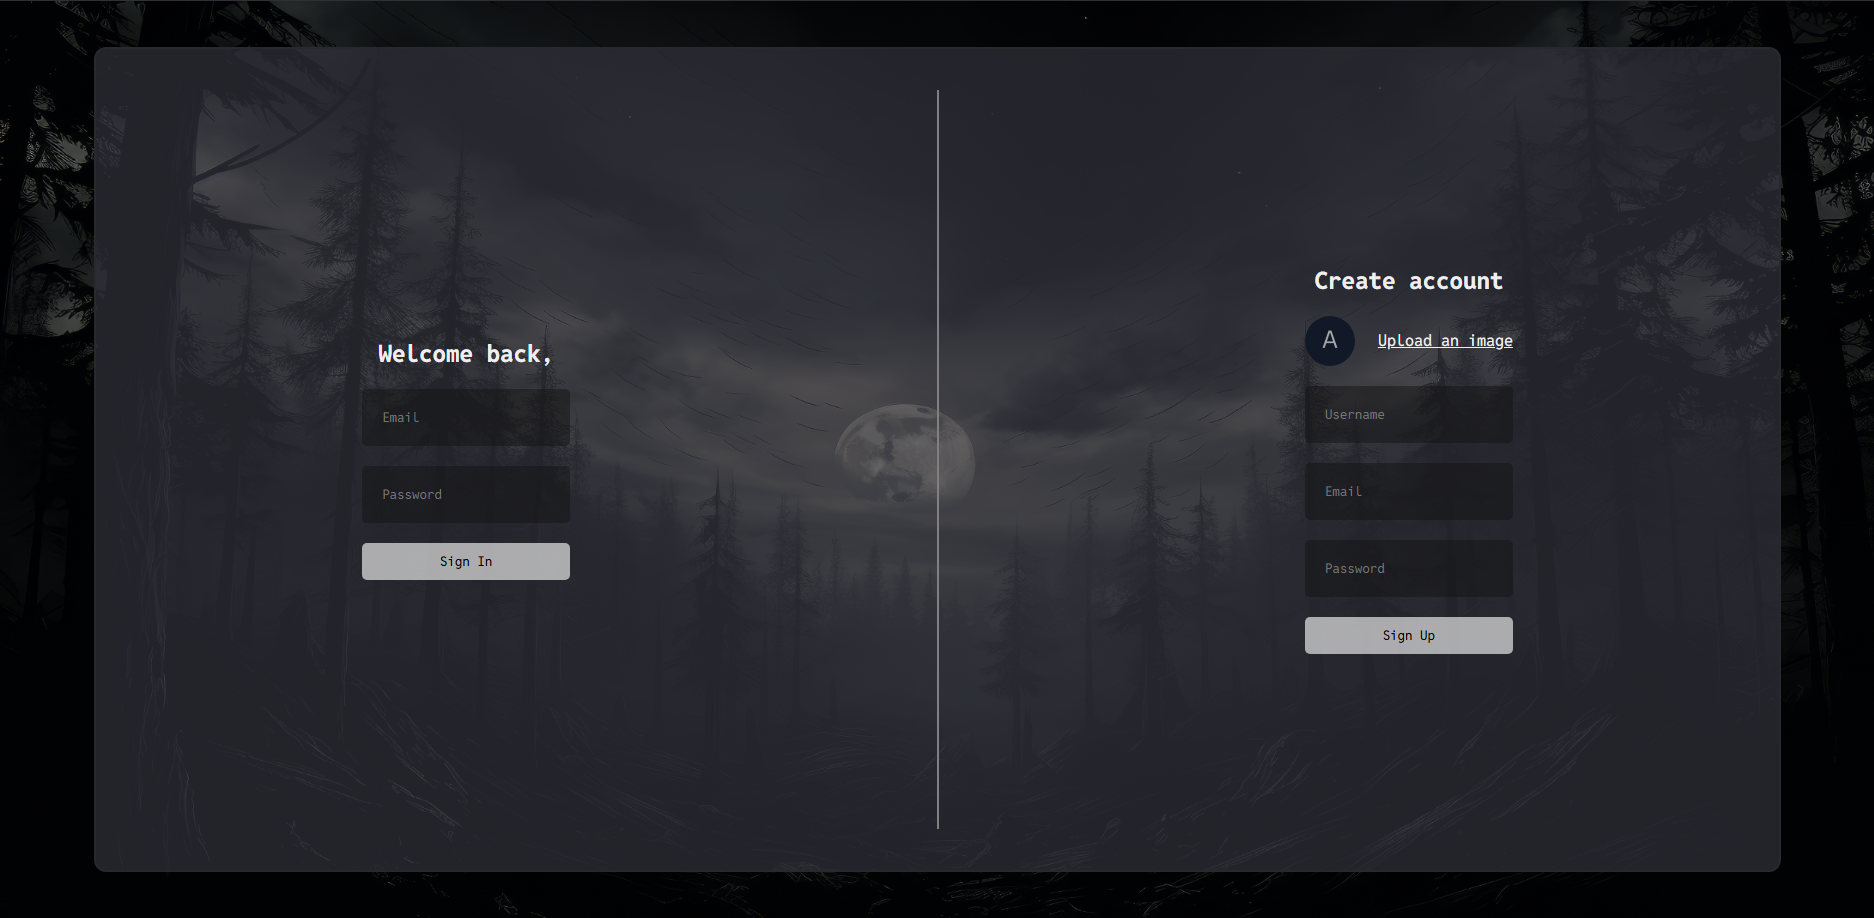 Welcome back,
Email
Password
Sign In
Create account
A
Upload an image
Username
Email
Password
Sign Up